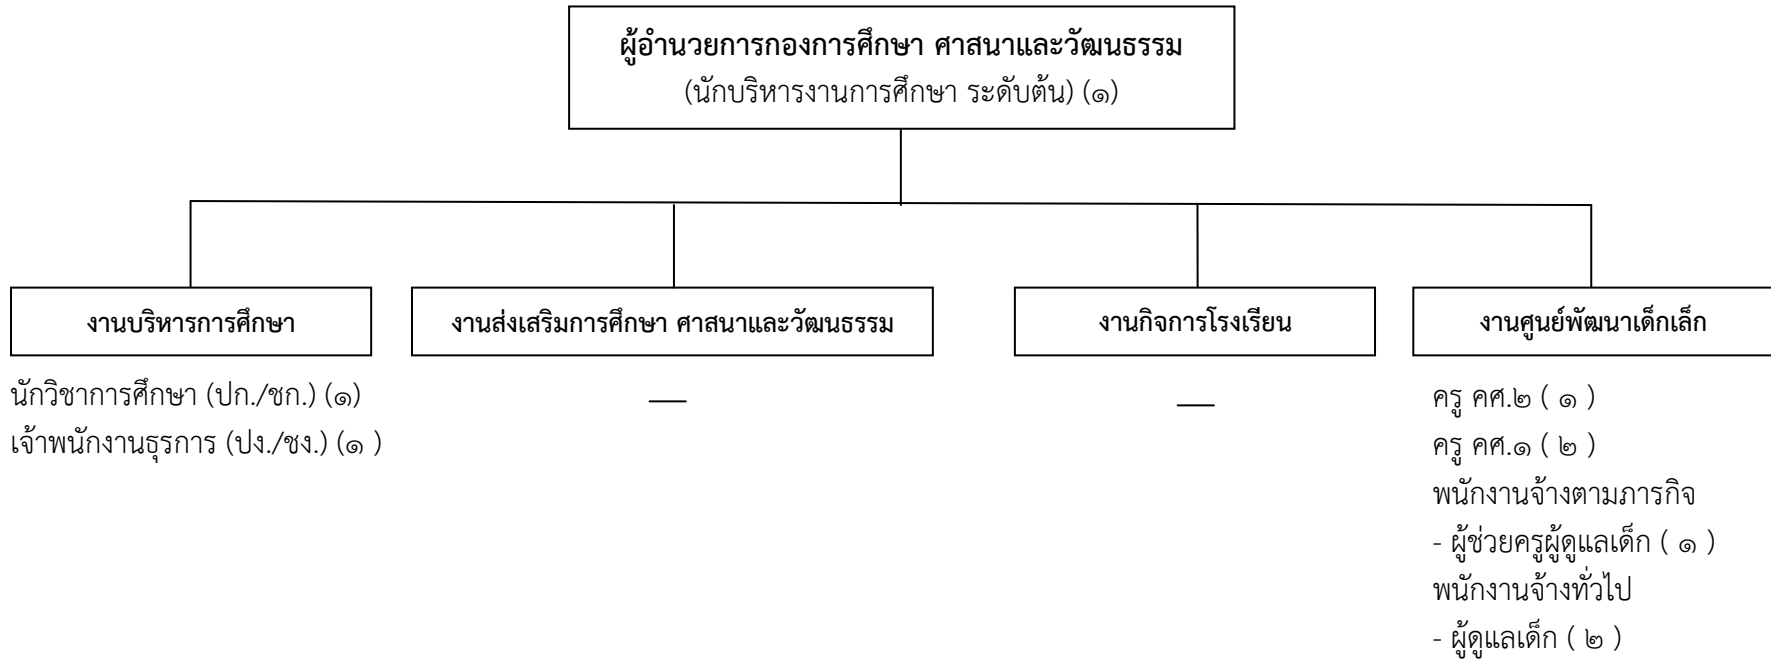 ผู้อำนวยการกองการศึกษา ศาสนาและวัฒนธรรม
(นักบริหารงานการศึกษา ระดับต้น) (๑)
งานบริหารการศึกษา
นักวิชาการศึกษา (ปก./ชก.) (๑)
เจ้าพนักงานธุรการ (ปง./ชง.) (๑ )
งานส่งเสริมการศึกษา ศาสนาและวัฒนธรรม
—
งานกิจการโรงเรียน
—
งานศูนย์พัฒนาเด็กเล็ก
ครู คศ.๒ ( ๑ )
ครู คศ.๑ ( ๒ )
พนักงานจ้างตามภารกิจ
- ผู้ช่วยครูผู้ดูแลเด็ก ( ๑ )
พนักงานจ้างทั่วไป
- ผู้ดูแลเด็ก ( ๒ )